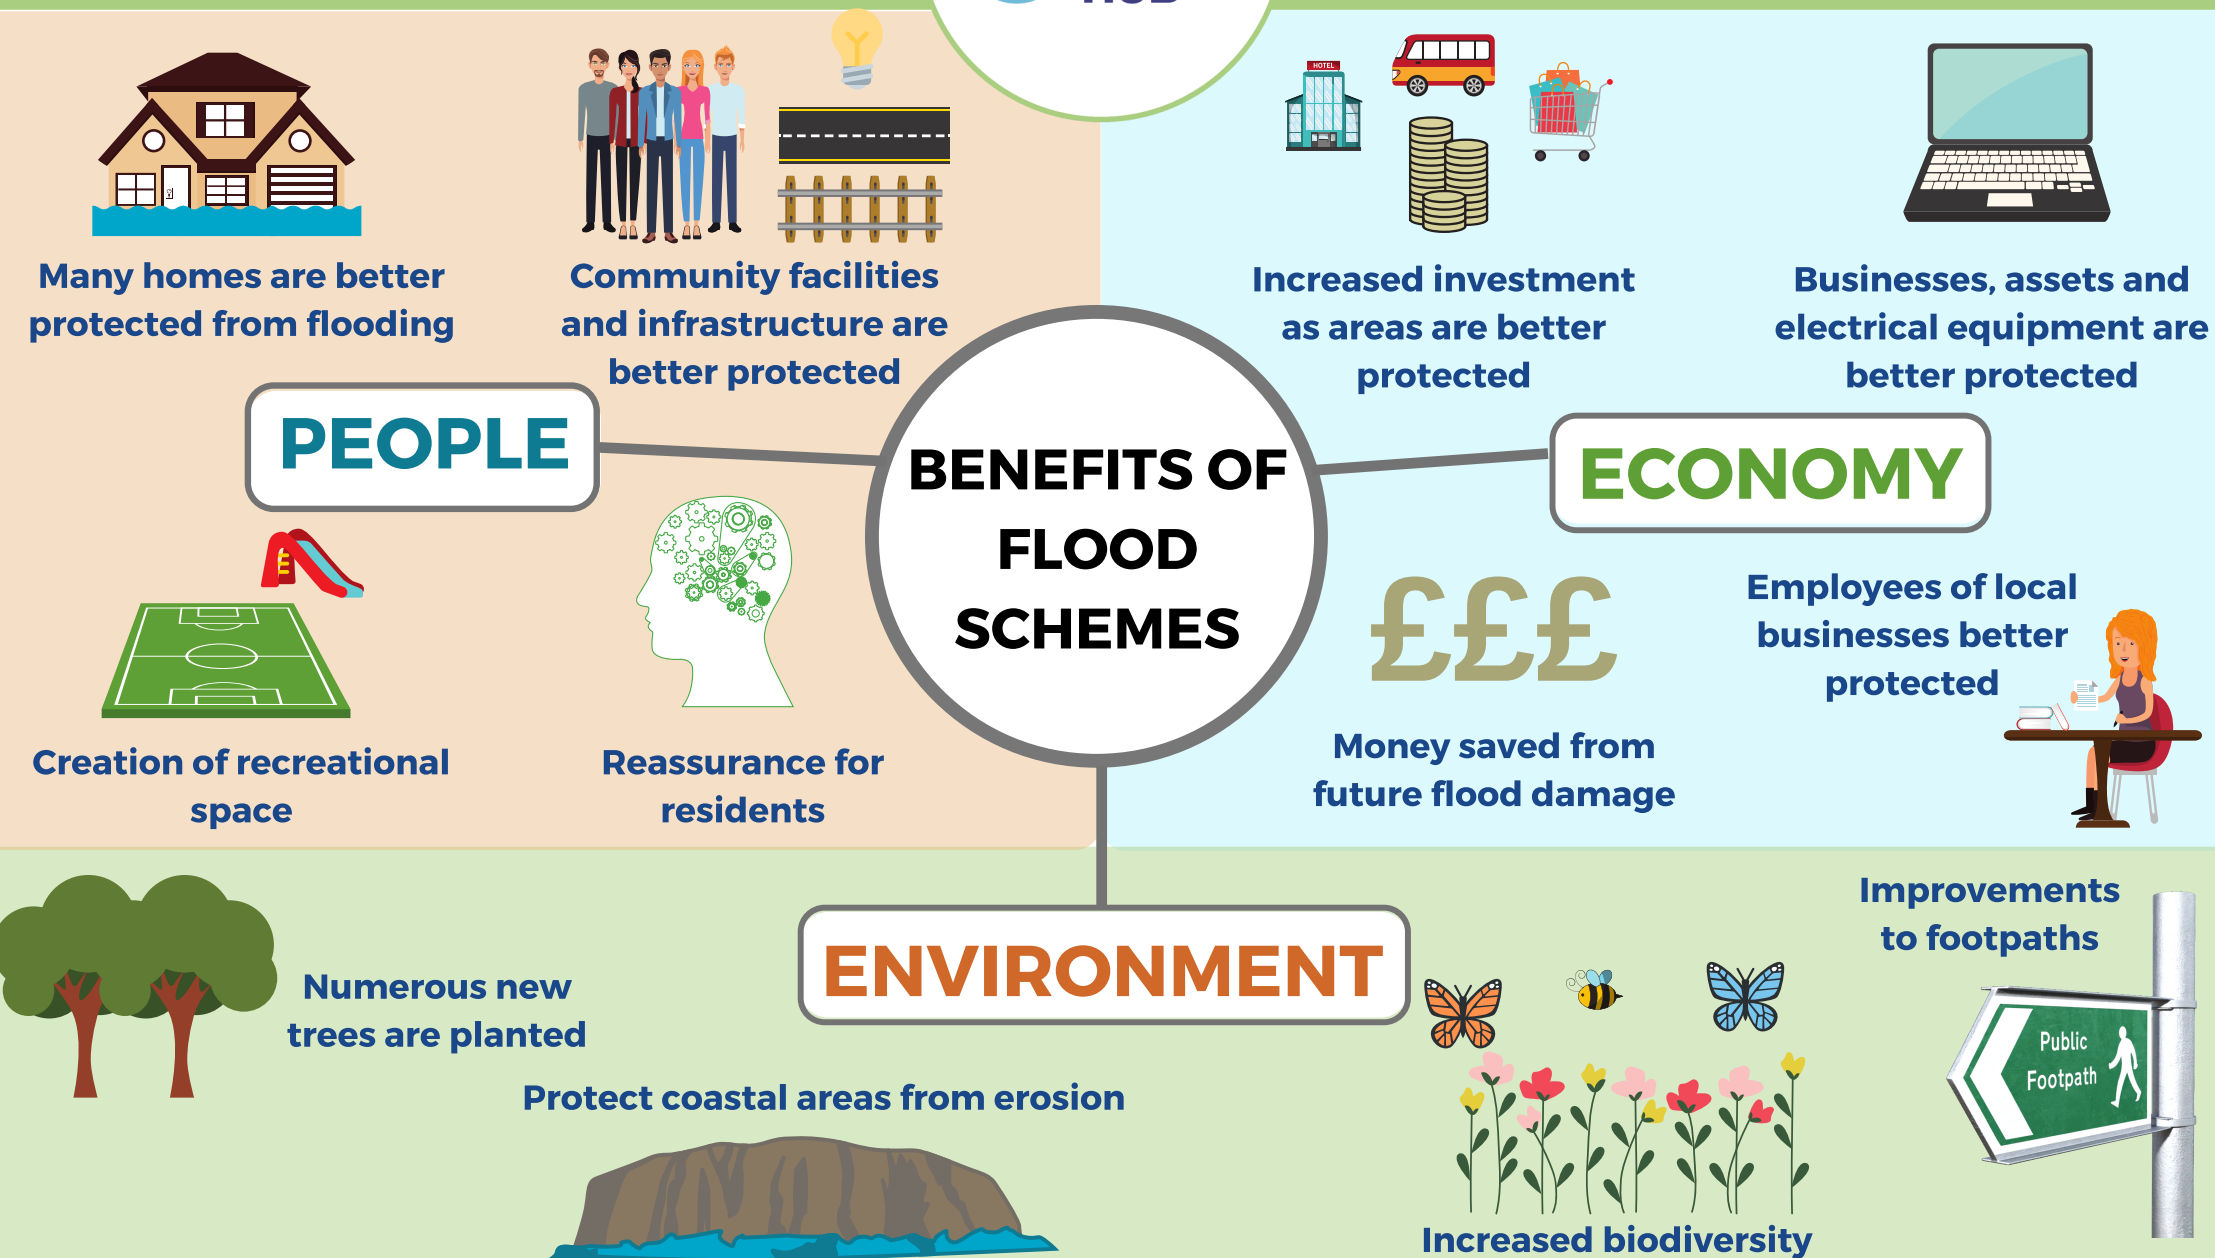 HUB
HOTEL
Many homes are better
protected from flooding
Community facilities
and infrastructure are
better protected
Increased investment
as areas are better
protected
Businesses, assets and
electrical equipment are
better protected
PEOPLE
BENEFITS OF
FLOOD
SCHEMES
ECONOMY
Creation of recreational
space
Reassurance for
residents
£££
Money saved from
future flood damage
Employees of local
businesses better
protected
ENVIRONMENT
Numerous new
trees are planted
Protect coastal areas from erosion
Increased biodiversity
Improvements
to footpaths
Public
Footpath